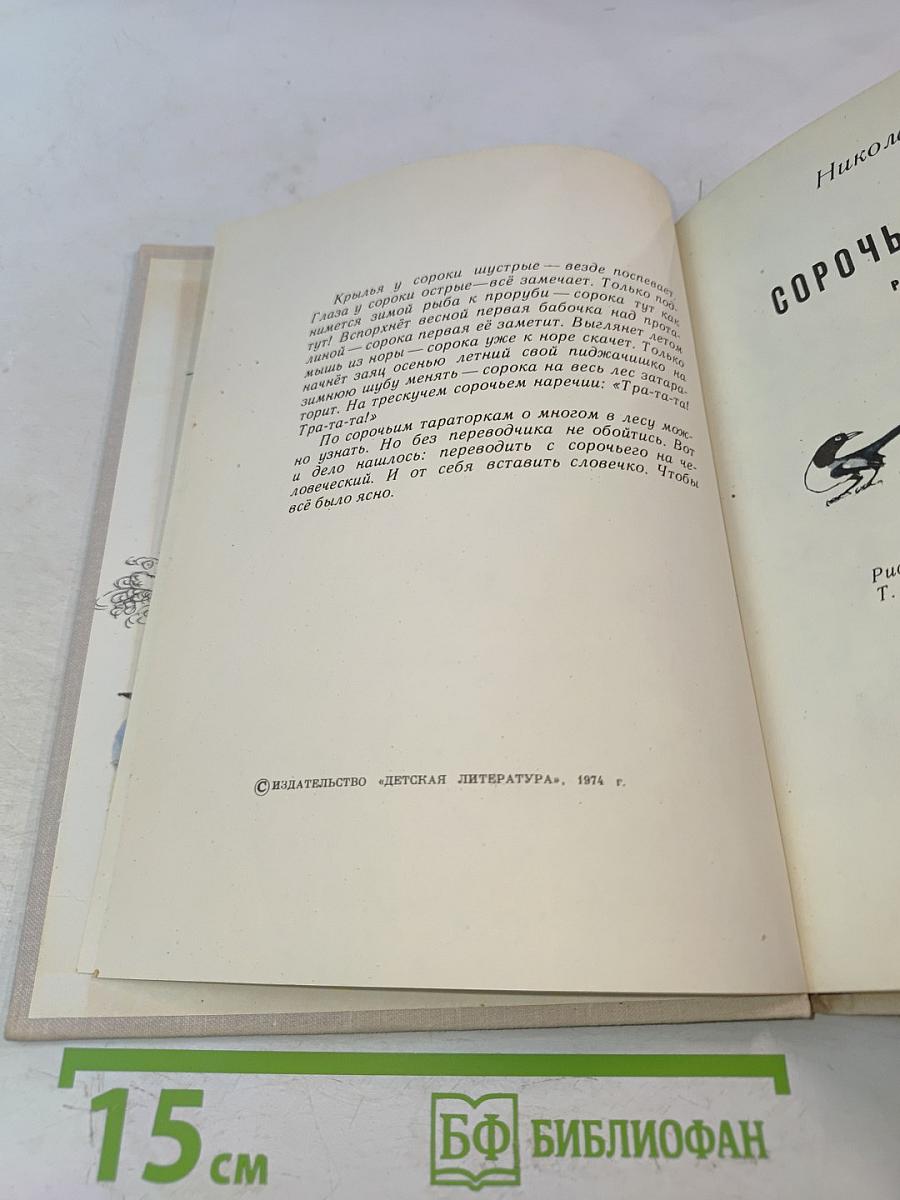 Крылья у сороки шустрые — везде поспевает.
Глаза у сороки острые—всё замечает. Только под-
нимется зимой рыба к проруби — сорока тут как
тут! Вспорхнёт весной первая бабочка над прота-
линой — сорока первая её заметит. Выглянет летом
мышь из норы — сорока уже к норе скачет. Только
начнёт заяц осенью летний свой пиджачишко на
зимнюю шубу менять — сорока на весь лес затара-
торит. На трескучем сорочьем наречии: «Тра-та-та!
Тра-та-та!»
По сорочьим тараторкам о многом в лесу мож-
но узнать. Но без переводчика не обойтись. Вот
и дело нашлось: переводить с сорочьего на че-
ловеческий. И от себя вставить словечко. Чтобы
всё было ясно.
© ИЗДАТЕЛЬСТВО «ДЕТСКАЯ ЛИТЕРАТУРА», 1974 г.
Никол
СОРОЧЬ
Р
Рис
Т.
15 см
БФ БИБЛИОФАН